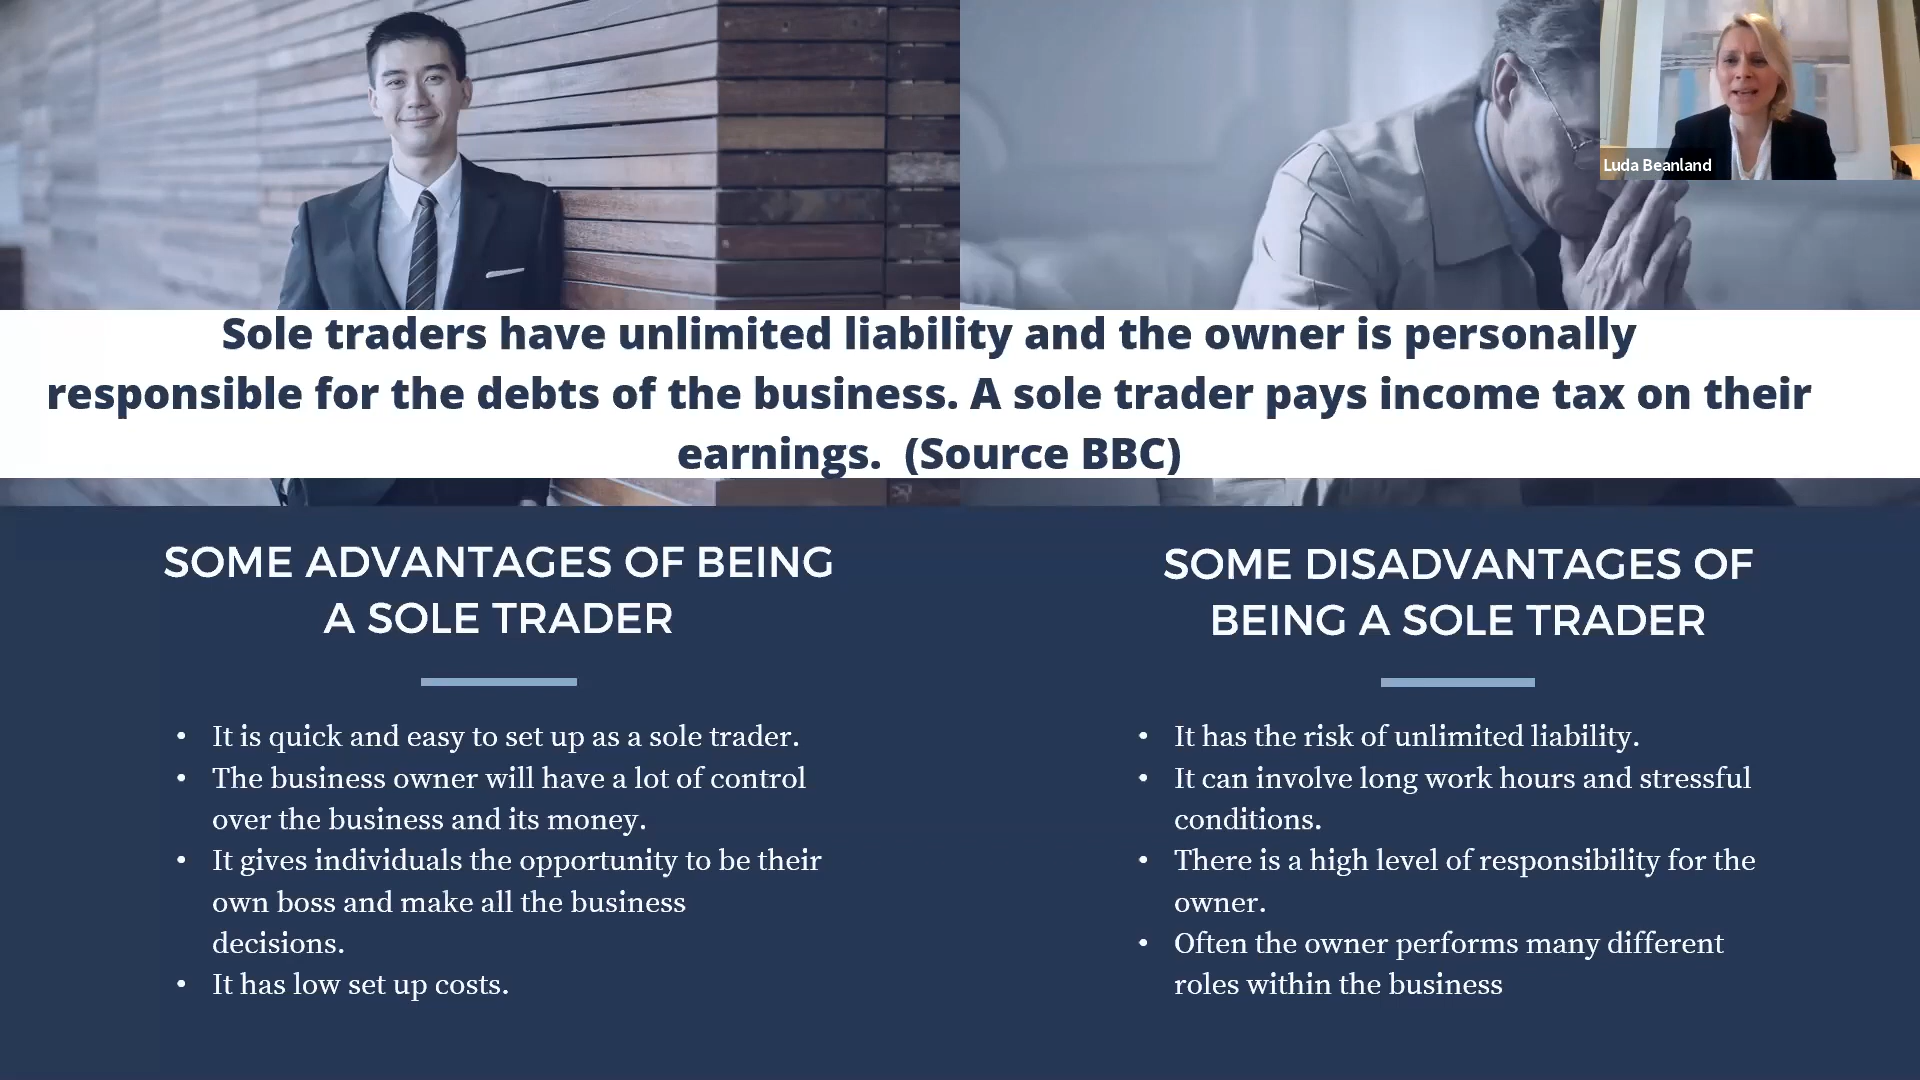 Luda Beanland
Sole traders have unlimited liability and the owner is personally
responsible for the debts of the business. A sole trader pays income tax on their
earnings.  (Source BBC)
SOME ADVANTAGES OF BEING
A SOLE TRADER
• It is quick and easy to set up as a sole trader.
• The business owner will have a lot of control
over the business and its money.
• It gives individuals the opportunity to be their
own boss and make all the business
decisions.
• It has low set up costs.
SOME DISADVANTAGES OF
BEING A SOLE TRADER
• It has the risk of unlimited liability.
• It can involve long work hours and stressful
conditions.
• There is a high level of responsibility for the
owner.
• Often the owner performs many different
roles within the business